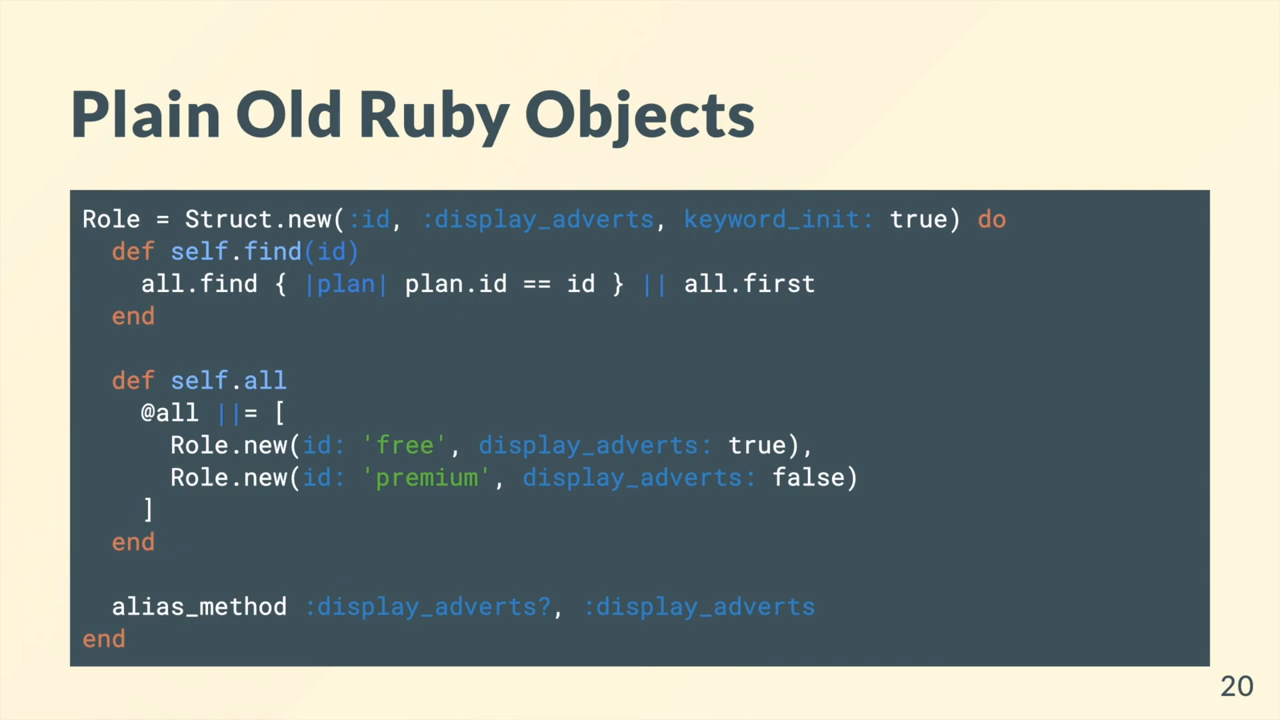 Plain Old Ruby Objects
Role = Struct.new(:id, :display_adverts, keyword_init: true) do
  def self.find(id)
    all.find { |plan| plan.id == id } || all.first
  end

  def self.all
    @all ||= [
      Role.new(id: 'free', display_adverts: true),
      Role.new(id: 'premium', display_adverts: false)
    ]
  end

  alias_method :display_adverts?, :display_adverts
end
20